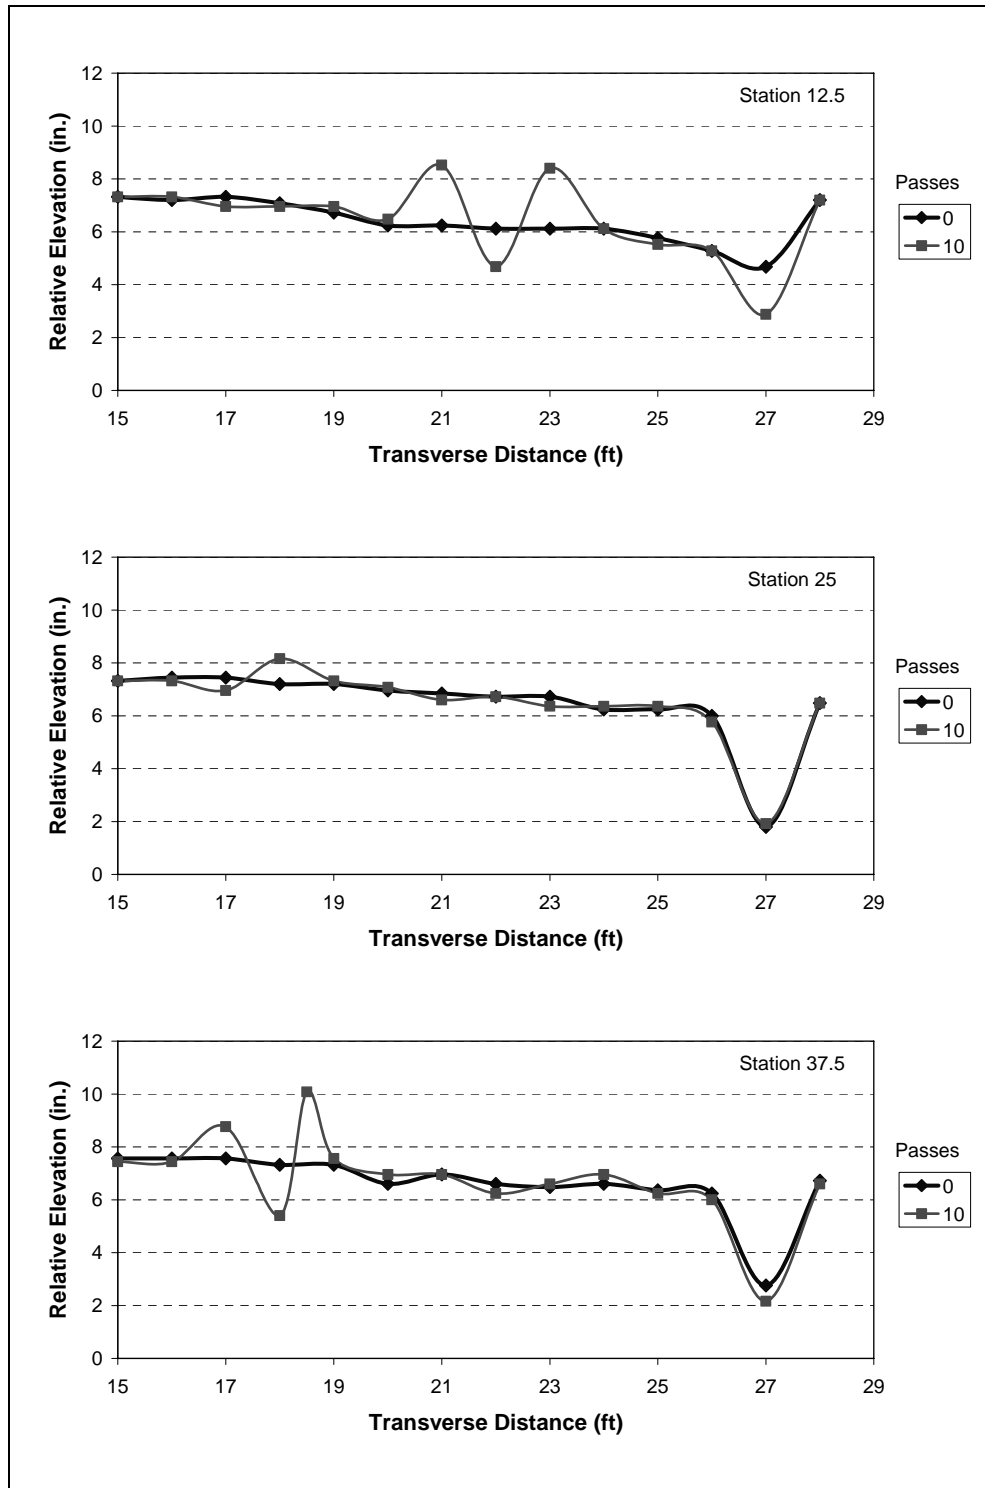 Station 12.5
12
10
8
6
4
2
0
Relative Elevation (in.)
15 17 19 21 23 25 27 29
Transverse Distance (ft)
Passes
0
10
Station 25
12
10
8
6
4
2
0
Relative Elevation (in.)
15 17 19 21 23 25 27 29
Transverse Distance (ft)
Passes
0
10
Station 37.5
12
10
8
6
4
2
0
Relative Elevation (in.)
15 17 19 21 23 25 27 29
Transverse Distance (ft)
Passes
0
10